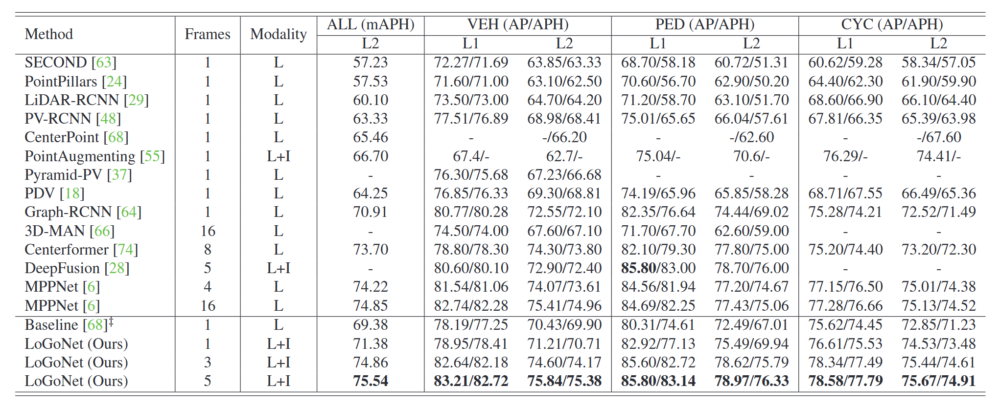 Method Frames Modality ALL (mAPH) VEH (AP/APH) PED (AP/APH) CYC (AP/APH)
L2 L1 L2 L1 L2 L1 L2
SECOND [63] 1 L 57.23 72.27/71.69 63.85/63.33 68.70/58.18 60.72/51.31 60.62/59.28 58.34/57.05
PointPillars [24] 1 L 57.53 71.60/71.00 63.10/62.50 70.60/56.70 62.90/50.20 64.40/62.30 61.90/59.90
LiDAR-RCNN [29] 1 L 60.10 73.50/73.00 64.70/64.20 71.20/58.70 63.10/51.70 68.60/66.90 66.10/64.40
PV-RCNN [48] 1 L 63.33 77.51/76.89 68.98/68.41 75.01/65.65 66.04/57.61 67.81/66.35 65.39/63.98
CenterPoint [68] 1 L 65.46 - -/66.20 - -/62.60 - -/67.60
PointAugmenting [55] 1 L+I 66.70 67.4/- 62.7/- 75.04/- 70.6/- 76.29/- 74.41/-
Pyramid-PV [37] 1 L - 76.30/75.68 67.23/66.68 - - - -
PDV [18] 1 L 64.25 76.85/76.33 69.30/68.81 74.19/65.96 65.85/58.28 68.71/67.55 66.49/65.36
Graph-RCNN [64] 1 L 70.91 80.77/80.28 72.55/72.10 82.35/76.64 74.44/69.02 75.28/74.21 72.52/71.49
3D-MAN [66] 16 L - 74.50/74.00 67.60/67.10 71.70/67.70 62.60/59.00 - -
Centerformer [74] 8 L 73.70 78.80/78.30 74.30/73.80 82.10/79.30 77.80/75.00 75.20/74.40 73.20/72.30
DeepFusion [28] 5 L+I - 80.60/80.10 72.90/72.40 85.80/83.00 78.70/76.00 - -
MPPNet [6] 4 L 74.22 81.54/81.06 74.07/73.61 84.56/81.94 77.20/74.67 77.15/76.50 75.01/74.38
MPPNet [6] 16 L 74.85 82.74/82.28 75.41/74.96 84.69/82.25 77.43/75.06 77.28/76.66 75.13/74.52
Baseline [68]‡ 1 L 69.38 78.19/77.25 70.43/69.90 80.31/74.61 72.49/67.01 75.62/74.45 72.85/71.23
LoGoNet (Ours) 1 L+I 71.38 78.95/78.41 71.21/70.71 82.92/77.13 75.49/69.94 76.61/75.53 74.53/73.48
LoGoNet (Ours) 3 L+I 74.86 82.64/82.18 74.60/74.17 85.60/82.72 78.62/75.79 78.34/77.49 75.44/74.61
LoGoNet (Ours) 5 L+I 75.54 83.21/82.72 75.84/75.38 85.80/83.14 78.97/76.33 78.58/77.79 75.67/74.91